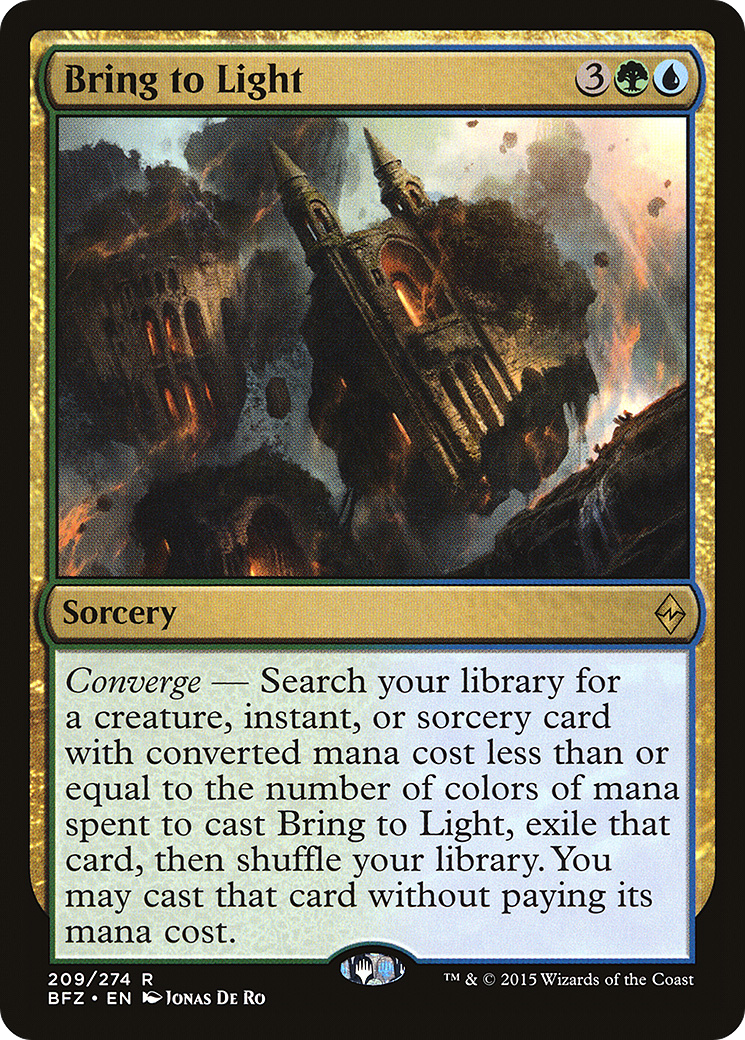 Bring to Light 3
Sorcery
Converge — Search your library for
a creature, instant, or sorcery card
with converted mana cost less than or
equal to the number of colors of mana
spent to cast Bring to Light, exile that
card, then shuffle your library. You
may cast that card without paying its
mana cost.
209/274 R
BFZ • EN Jonas De Ro
™ & © 2015 Wizards of the Coast